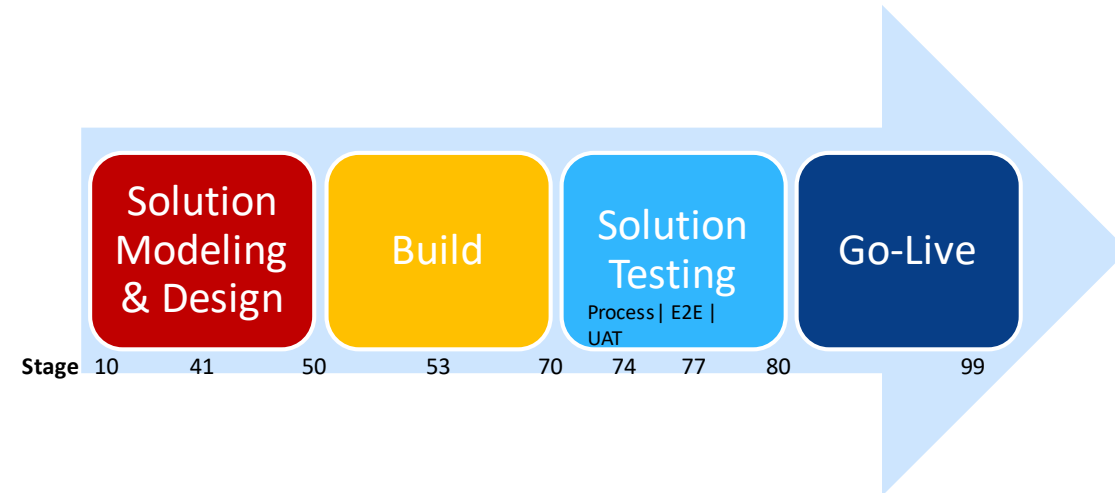 Solution
Modeling
& Design
Build
Solution
Testing
Process| E2E |
UAT
Go-Live
Stage 10 41 50 53 70 74 77 80 99